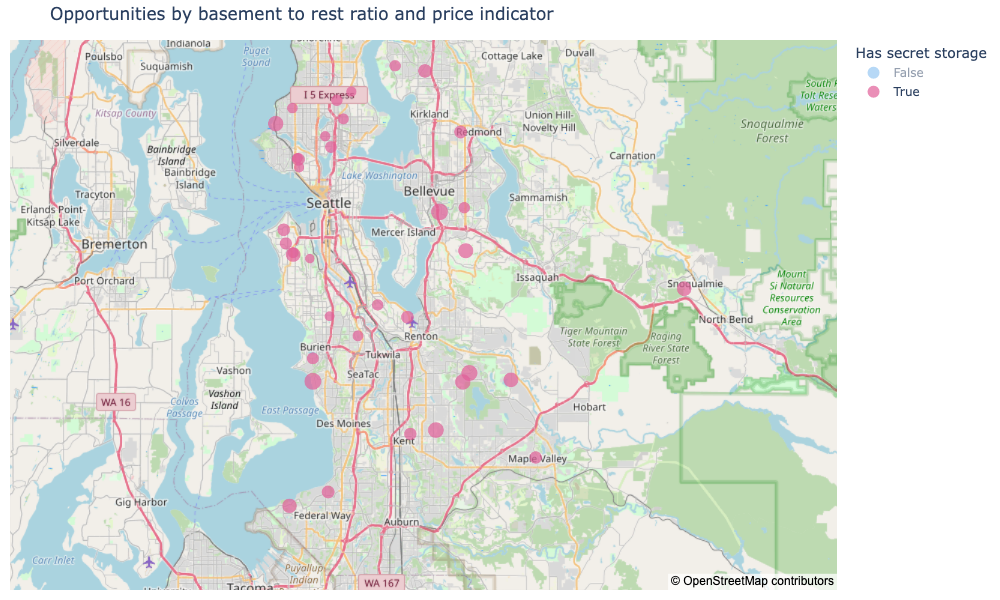 Opportunities by basement to rest ratio and price indicator
Has secret storage
False
True
Poulsbo
Indianola
Suquamish
Puget
Sound
Cottage Lake
Duvall
I 5 Express
Kitsap County
Kirkland
Redmond
Union Hill-
Novelty Hill
Snoqualmie
Forest
Silverdale
Bainbridge
Island
Bainbridge
Island
Carnation
Lake Washington
Tracyton
Bellevue
Sammamish
Seattle
Erlands Point-
Kitsap Lake
Mercer Island
Bremerton
Port Orchard
Issaquah
Snoqualmie
Mount
Si Natural
Resources
Conservation
Area
North Bend
Renton
Tiger Mountain
State Forest
Raging
River State
Forest
Burien
Tukwila
SeaTac
Vashon
Vashon
Island
WA 16
Colvos
Passage
East Passage
Hobart
Des Moines
Kent
Maple Valley
Gig Harbor
Federal Way
Auburn
Carr Inlet
Puyallup
Indian
Tacoma
WA 167
© OpenStreetMap contributors